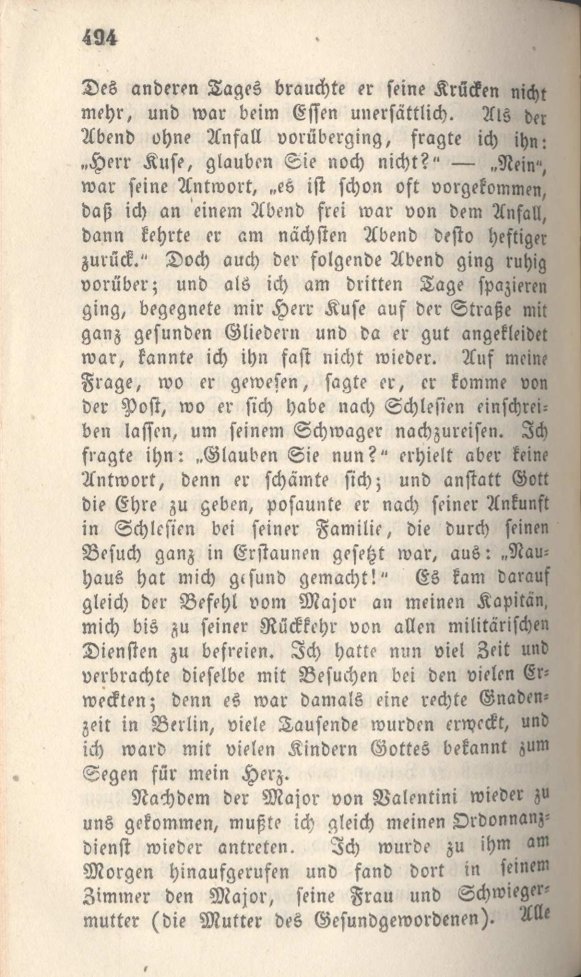 494
Des anderen Tages brauchte er seine Krücken nicht
mehr, und war beim Essen unersättlich. Als der
Abend ohne Anfall vorüberging, fragte ich ihn:
„Herr Kuse, glauben Sie noch nicht?“ — „Nein“,
war seine Antwort, „es ist schon oft vorgekommen,
daß ich an einem Abend frei war von dem Anfall,
dann kehrte er am nächsten Abend desto heftiger
zurück.“ Doch auch der folgende Abend ging ruhig
vorüber; und als ich am dritten Tage spazieren
ging, begegnete mir Herr Kuse auf der Straße mit
ganz gesunden Gliedern und da er gut angekleidet
war, kannte ich ihn fast nicht wieder. Auf meine
Frage, wo er gewesen, sagte er, er komme von
der Post, wo er sich habe nach Schlesien einschrei-
ben lassen, um seinem Schwager nachzureisen. Ich
fragte ihn: „Glauben Sie nun?“ erhielt aber keine
Antwort, denn er schämte sich; und anstatt Gott
die Ehre zu geben, posaunte er nach seiner Ankunft
in Schlesien bei seiner Familie, die durch seinen
Besuch ganz in Erstaunen gesetzt war, aus: „Nau-
haus hat mich gesund gemacht!“ Es kam darauf
gleich der Befehl vom Major an meinen Kapitän,
mich bis zu seiner Rückkehr von allen militärischen
Diensten zu befreien. Ich hatte nun viel Zeit und
verbrachte dieselbe mit Besuchen bei den vielen Er-
weckten; denn es war damals eine rechte Gnaden-
zeit in Berlin, viele Tausende wurden erweckt, und
ich ward mit vielen Kindern Gottes bekannt zum
Segen für mein Herz.
Nachdem der Major von Valentini wieder zu
uns gekommen, mußte ich gleich meinen Ordonnanz-
dienst wieder antreten. Ich wurde zu ihm am
Morgen hinaufgerufen und fand dort in seinem
Zimmer den Major, seine Frau und Schwieger-
mutter (die Mutter des Gesundgewordenen). Alle